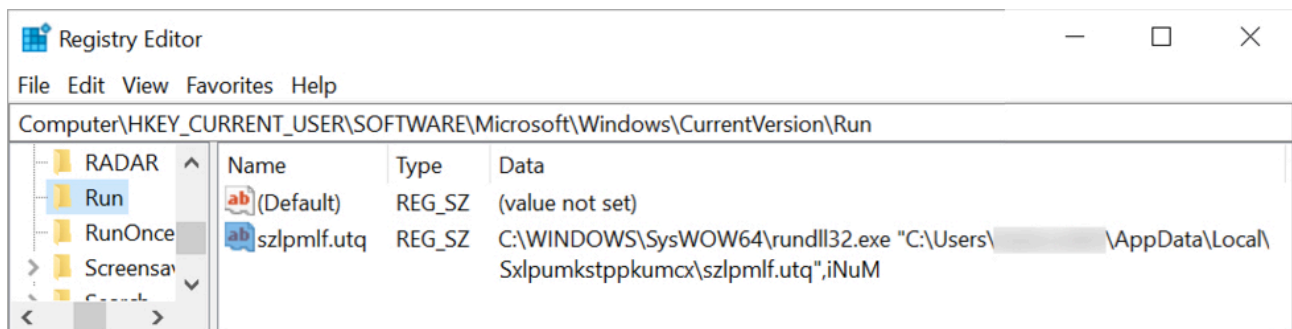 Registry Editor
File Edit View Favorites Help
Computer\HKEY_CURRENT_USER\SOFTWARE\Microsoft\Windows\CurrentVersion\Run
RADAR
Run
RunOnce
Screensav
Name Type Data
(Default) REG_SZ (value not set)
szlpmlf.utq REG_SZ C:\WINDOWS\SysWOW64\rundll32.exe "C:\Users\ \AppData\Local\
Sxlpumkstppkumcx\szlpmlf.utq",iNuM